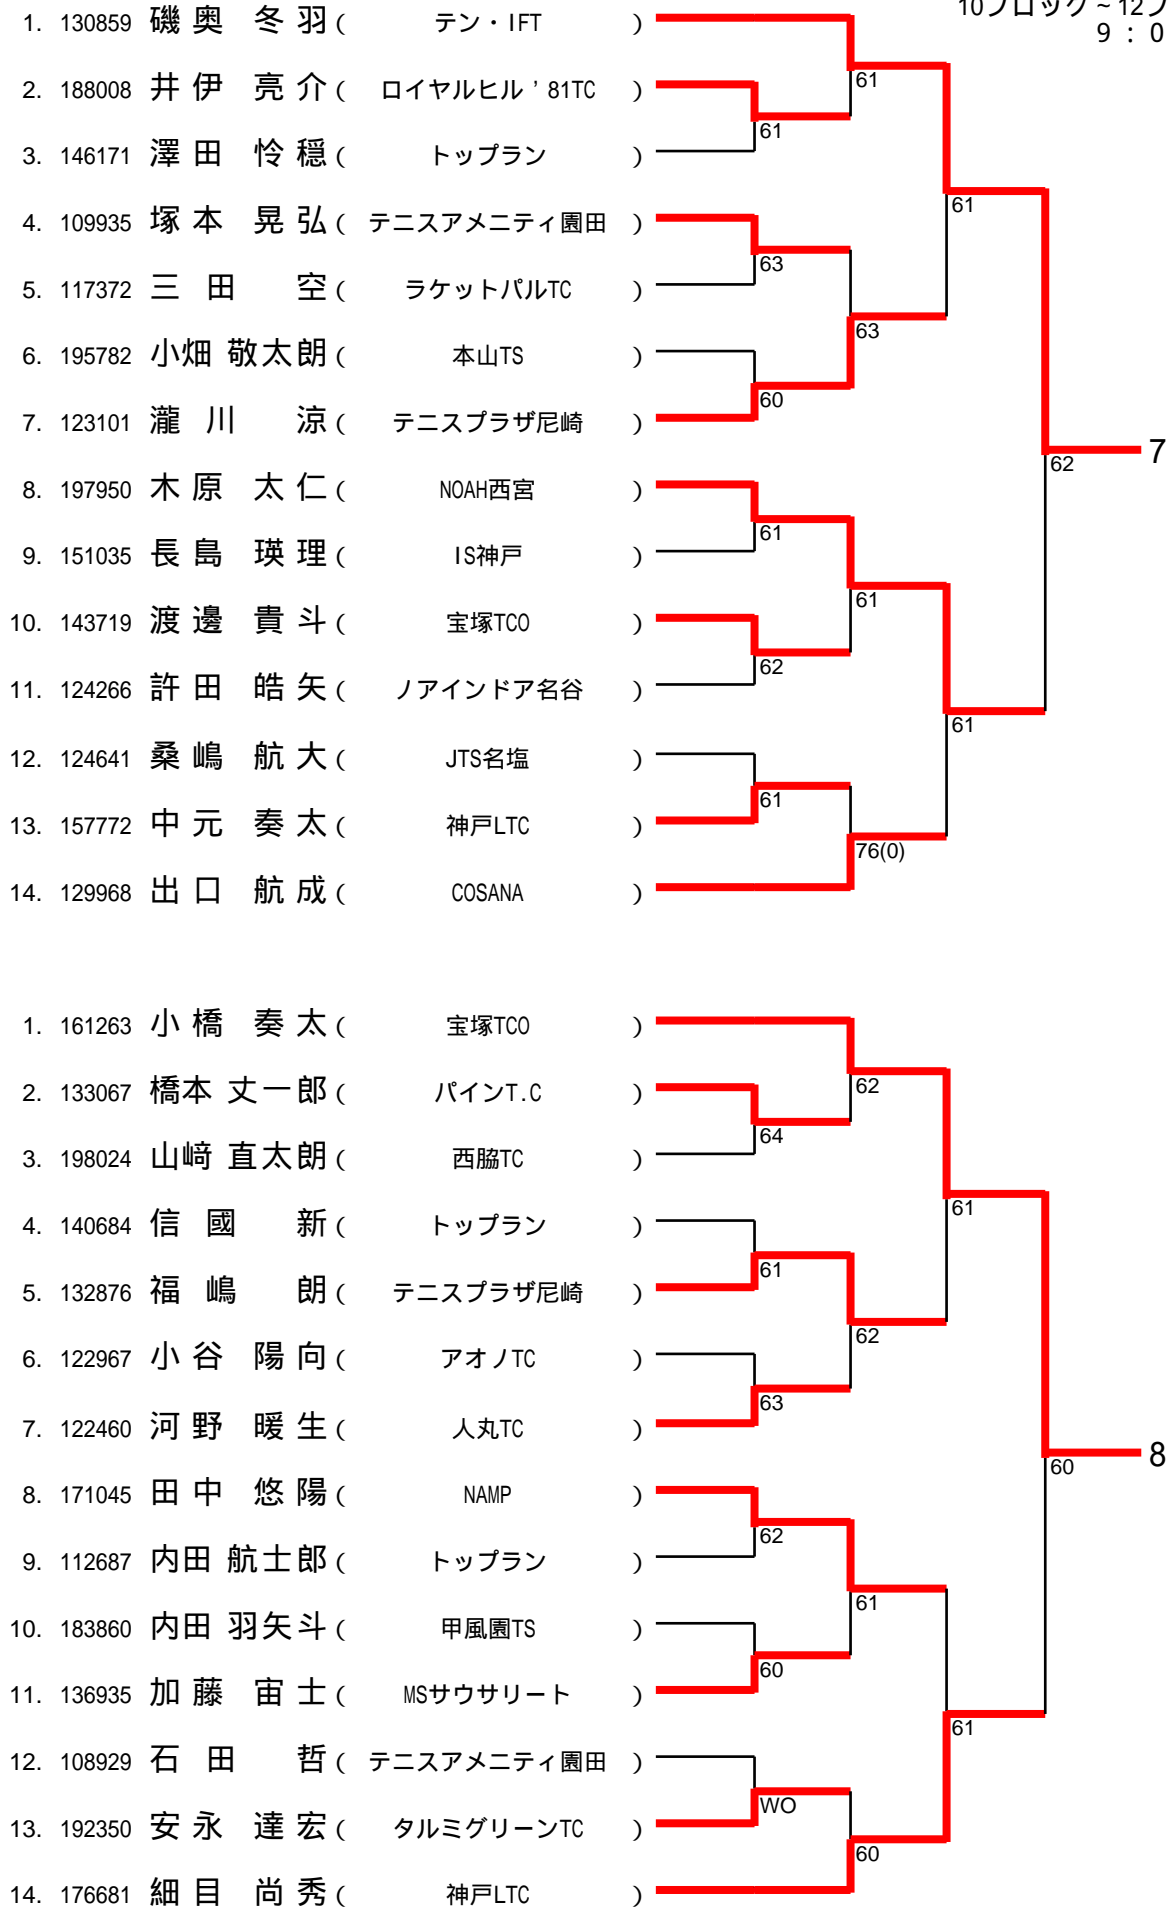 10ブロック～12ブ
9：0
1. 130859 磯奥 冬羽 ( テン・IFT )
61
2. 188008 井伊 亮介 ( ロイヤルヒル'81TC )
61
3. 146171 澤田 怜穏 ( トップラン )
61
4. 109935 塚本 晃弘 ( テニスアメニティ園田 )
63
5. 117372 三田 空 ( ラケットパルTC )
63
6. 195782 小畑 敬太朗 ( 本山TS )
60
7. 123101 瀧川 涼 ( テニスプラザ尼崎 )
62 7
8. 197950 木原 太仁 ( NOAH西宮 )
61
9. 151035 長島 瑛理 ( IS神戸 )
61
10. 143719 渡邊 貴斗 ( 宝塚TCO )
62
11. 124266 許田 皓矢 ( ノアインドア名谷 )
61
12. 124641 桑嶋 航大 ( JTS名塩 )
61
13. 157772 中元 奏太 ( 神戸LTC )
76(0)
14. 129968 出口 航成 ( COSANA )
1. 161263 小橋 奏太 ( 宝塚TCO )
62
2. 133067 橋本 丈一郎 ( パインT.C )
64
3. 198024 山﨑 直太朗 ( 西脇TC )
61
4. 140684 信國 新 ( トップラン )
61
5. 132876 福嶋 朗 ( テニスプラザ尼崎 )
62
6. 122967 小谷 陽向 ( アオノTC )
63
7. 122460 河野 暖生 ( 人丸TC )
60 8
8. 171045 田中 悠陽 ( NAMP )
62
9. 112687 内田 航士郎 ( トップラン )
61
10. 183860 内田 羽矢斗 ( 甲風園TS )
60
11. 136935 加藤 宙士 ( MSサウサリート )
61
12. 108929 石田 哲 ( テニスアメニティ園田 )
WO
13. 192350 安永 達宏 ( タルミグリーンTC )
60
14. 176681 細目 尚秀 ( 神戸LTC )